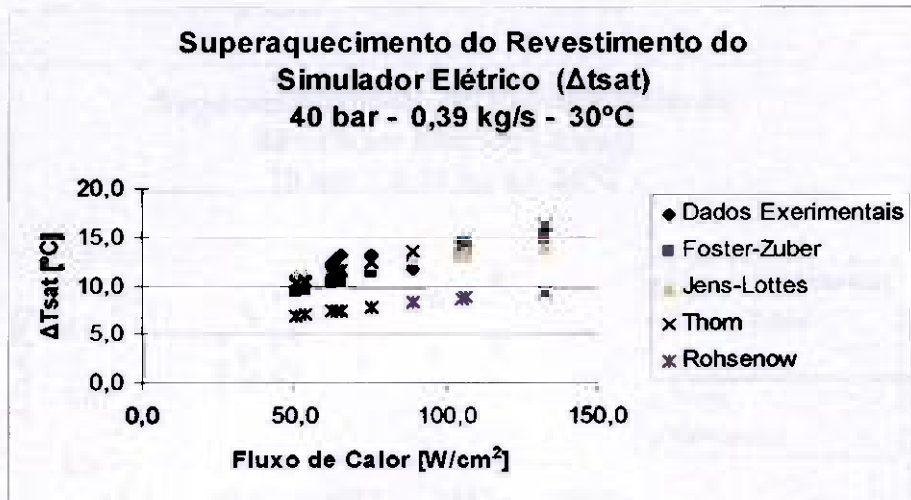 Superaquecimento do Revestimento do
Simulador Elétrico (Δtsat)
40 bar - 0,39 kg/s - 30ºC
ΔTsat [ºC]
20,0
15,0
10,0
5,0
0,0
0,0 50,0 100,0 150,0
Fluxo de Calor [W/cm²]
Dados Exerimentais
Foster-Zuber
Jens-Lottes
Thom
Rohsenow